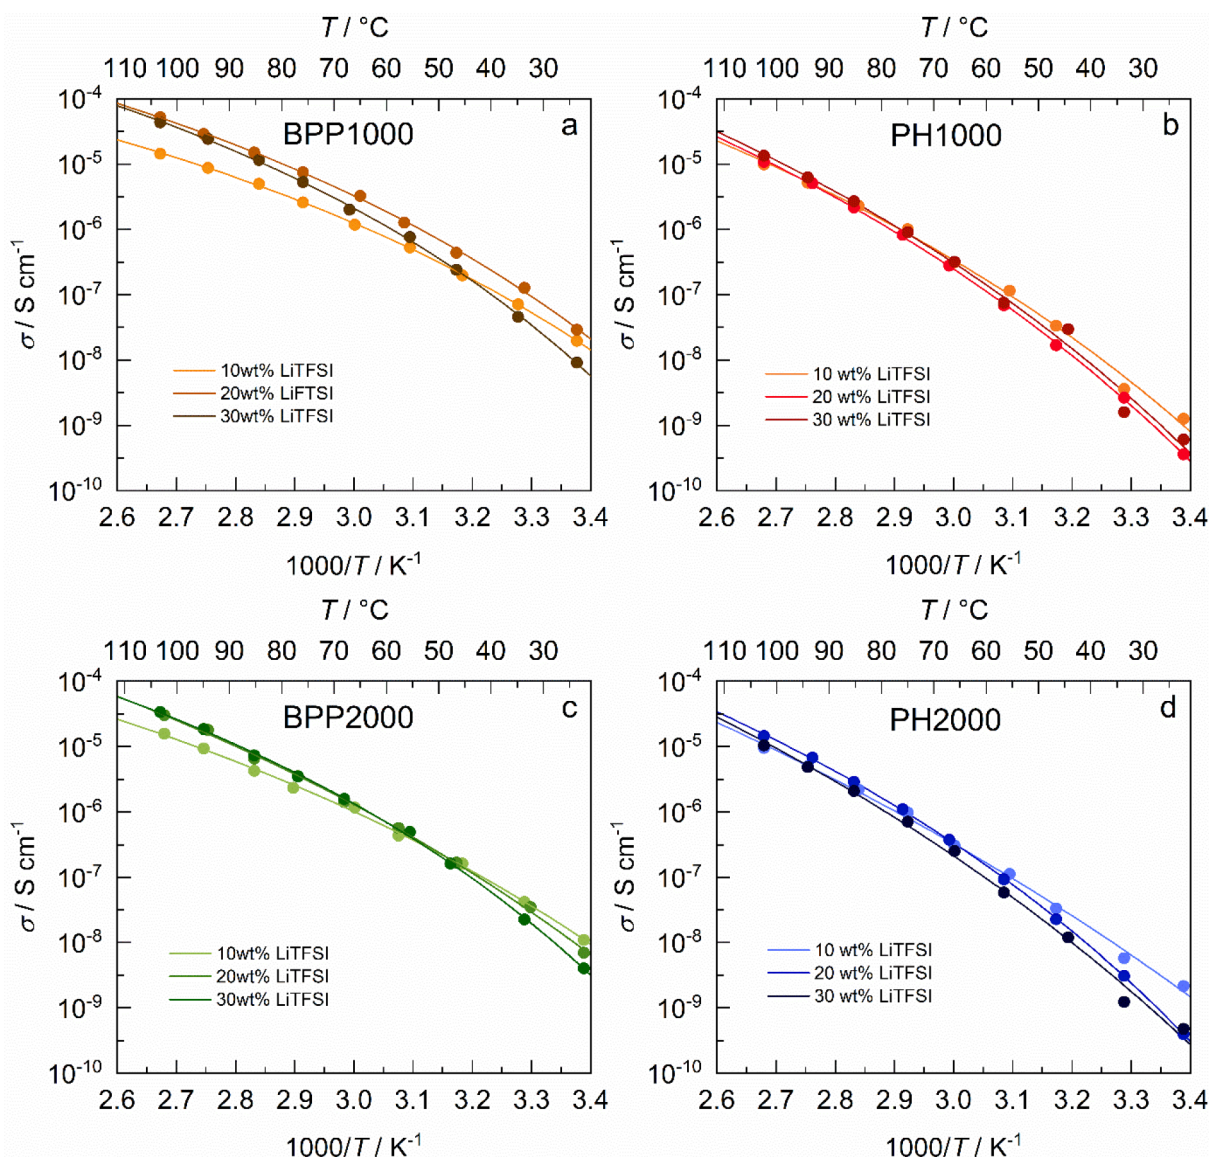 T / °C
110 100 90 80 70 60 50 40 30
10⁻⁴
10⁻⁵
10⁻⁶
10⁻⁷
10⁻⁸
10⁻⁹
10⁻¹⁰
σ / S cm⁻¹
BPP1000
a
10wt% LiTFSI
20wt% LiFTSI
30wt% LiTFSI
2.6 2.7 2.8 2.9 3.0 3.1 3.2 3.3 3.4
1000/T / K⁻¹
T / °C
110 100 90 80 70 60 50 40 30
10⁻⁴
10⁻⁵
10⁻⁶
10⁻⁷
10⁻⁸
10⁻⁹
10⁻¹⁰
σ / S cm⁻¹
PH1000
b
10 wt% LiTFSI
20 wt% LiTFSI
30 wt% LiTFSI
2.6 2.7 2.8 2.9 3.0 3.1 3.2 3.3 3.4
1000/T / K⁻¹
T / °C
110 100 90 80 70 60 50 40 30
10⁻⁴
10⁻⁵
10⁻⁶
10⁻⁷
10⁻⁸
10⁻⁹
10⁻¹⁰
σ / S cm⁻¹
BPP2000
c
10wt% LiTFSI
20wt% LiTFSI
30wt% LiTFSI
2.6 2.7 2.8 2.9 3.0 3.1 3.2 3.3 3.4
1000/T / K⁻¹
T / °C
110 100 90 80 70 60 50 40 30
10⁻⁴
10⁻⁵
10⁻⁶
10⁻⁷
10⁻⁸
10⁻⁹
10⁻¹⁰
σ / S cm⁻¹
PH2000
d
10 wt% LiTFSI
20 wt% LiTFSI
30 wt% LiTFSI
2.6 2.7 2.8 2.9 3.0 3.1 3.2 3.3 3.4
1000/T / K⁻¹